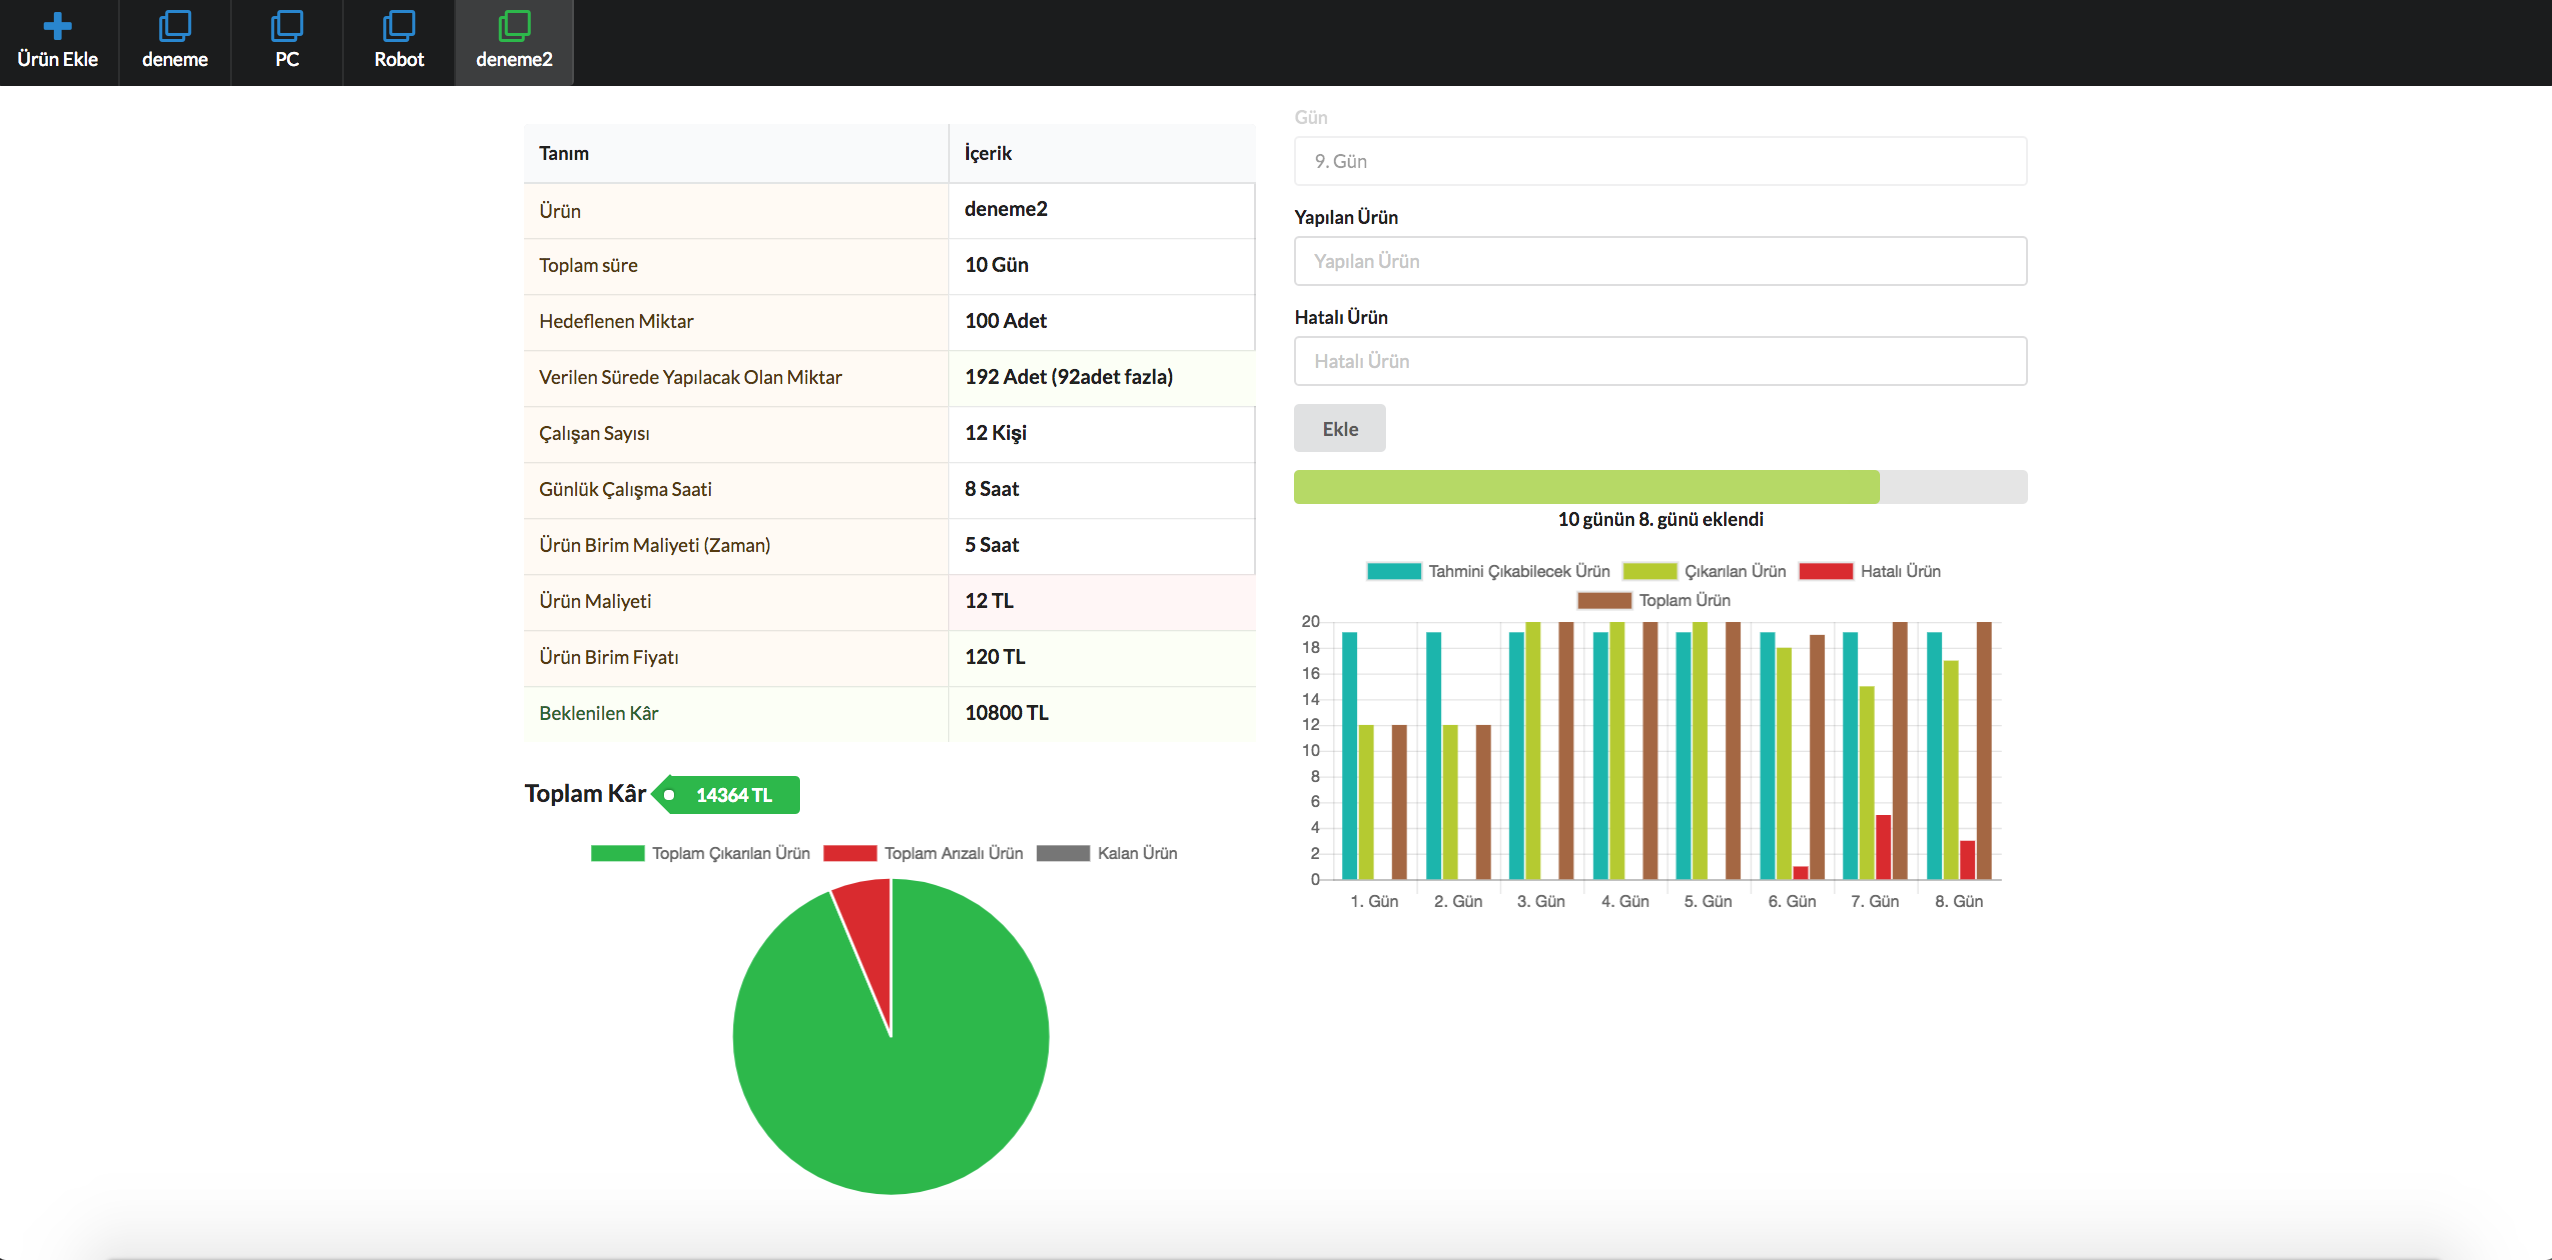 Ürün Ekle
deneme
PC
Robot
deneme2
Tanım İçerik
Ürün deneme2
Toplam süre 10 Gün
Hedeflenen Miktar 100 Adet
Verilen Sürede Yapılacak Olan Miktar 192 Adet (92adet fazla)
Çalışan Sayısı 12 Kişi
Günlük Çalışma Saati 8 Saat
Ürün Birim Maliyeti (Zaman) 5 Saat
Ürün Maliyeti 12 TL
Ürün Birim Fiyatı 120 TL
Beklenilen Kâr 10800 TL
Toplam Kâr 14364 TL
Toplam Çıkarılan Ürün Toplam Arızalı Ürün Kalan Ürün
Gün
9. Gün
Yapılan Ürün
Yapılan Ürün
Hatalı Ürün
Hatalı Ürün
Ekle
10 günün 8. günü eklendi
Tahmini Çıkabilecek Ürün Çıkarılan Ürün Hatalı Ürün
Toplam Ürün
20
18
16
14
12
10
8
6
4
2
0
1. Gün 2. Gün 3. Gün 4. Gün 5. Gün 6. Gün 7. Gün 8. Gün